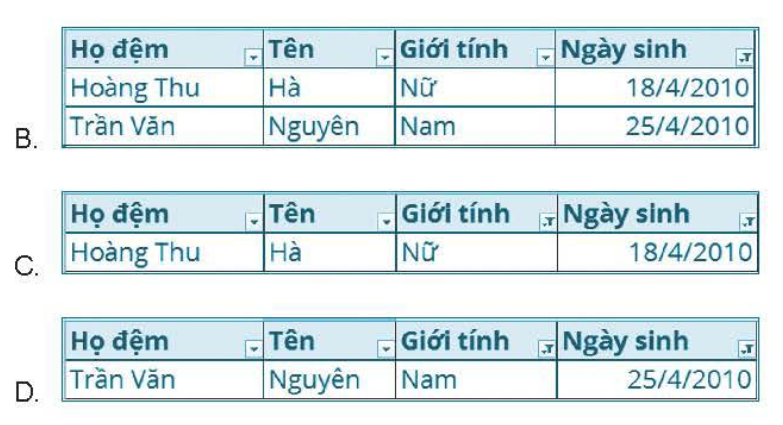 Họ đệm Tên Giới tính Ngày sinh
Hoàng Thu Hà Nữ 18/4/2010
B. Trần Văn Nguyên Nam 25/4/2010
Họ đệm Tên Giới tính Ngày sinh
C. Hoàng Thu Hà Nữ 18/4/2010
Họ đệm Tên Giới tính Ngày sinh
D. Trần Văn Nguyên Nam 25/4/2010